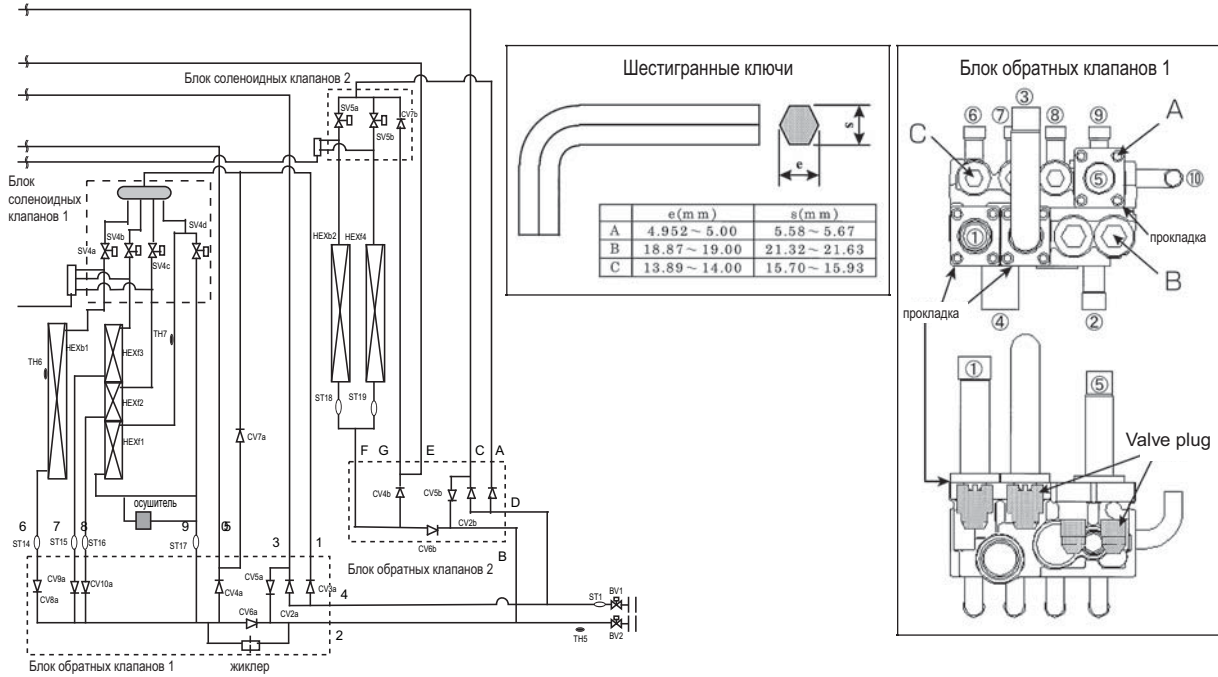 Блок соленоидных клапанов 2
SV5a
SV5b
CV7b
Блок
соленоидных
клапанов 1
SV4a
SV4b
SV4c
SV4d
HEXb2
HEXf4
TH6
HEXb1
HEXf3
TH7
HEXf2
HEXf1
CV7a
ST18
ST19
осушитель
F
G
E
C
A
CV4b
CV5b
D
CV2b
CV6b
B
Блок обратных клапанов 2
6
7
8
9
0
5
3
1
ST14
ST15
ST16
ST17
CV9a
CV10a
CV8a
CV4a
CV5a
CV3a
4
CV6a
CV2a
2
ST1
BV1
TH5
BV2
Блок обратных клапанов 1
жиклер
Шестигранные ключи
s
e
e(mm) s(mm)
A 4.952～5.00 5.58～5.67
B 18.87～19.00 21.32～21.63
C 13.89～14.00 15.70～15.93
Блок обратных клапанов 1
③
⑥ ⑦ ⑧ ⑨ A
C
⑤
⑩
①
прокладка
B
прокладка
④
②
①
⑤
Valve plug